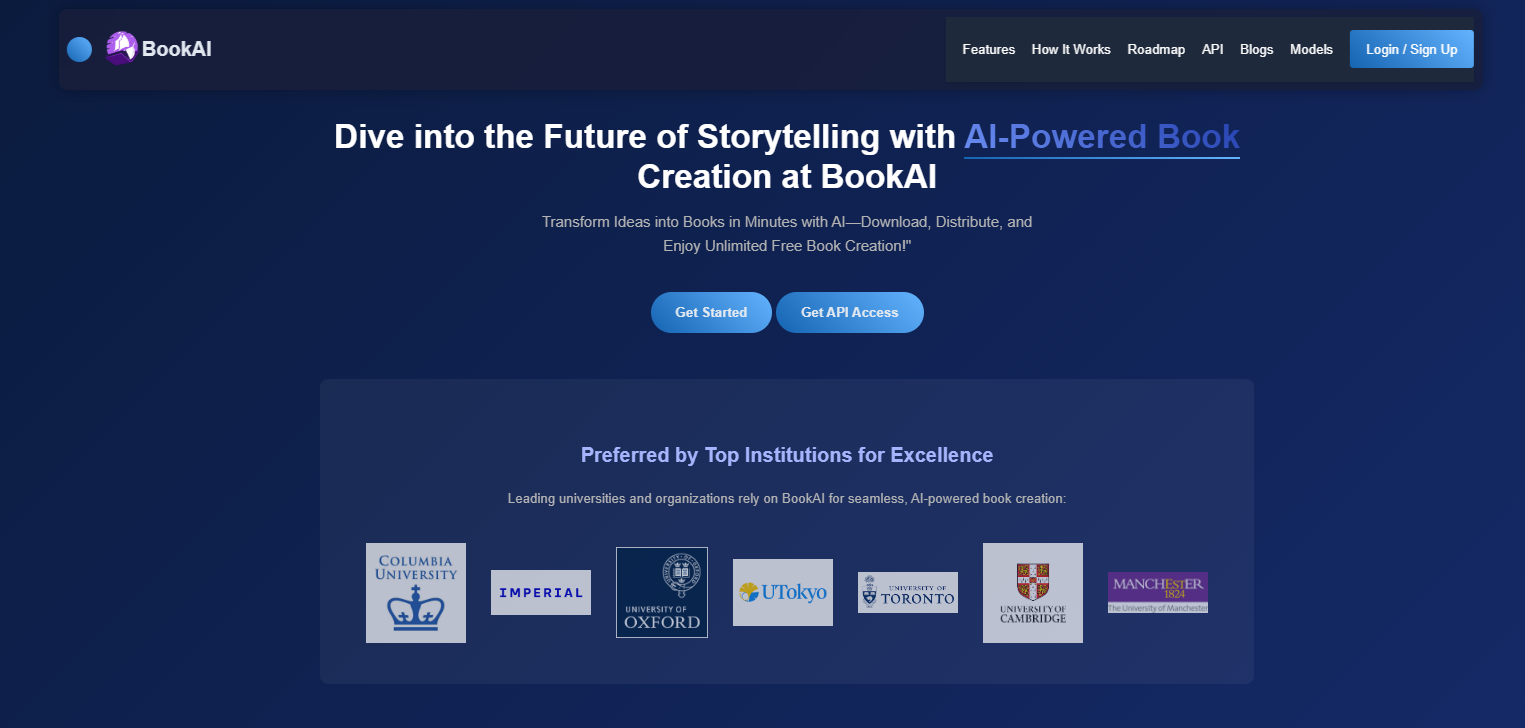 BookAI
Features How It Works Roadmap API Blogs Models Login / Sign Up
Dive into the Future of Storytelling with AI-Powered Book
Creation at BookAI
Transform Ideas into Books in Minutes with AI—Download, Distribute, and
Enjoy Unlimited Free Book Creation!"
Get Started Get API Access
Preferred by Top Institutions for Excellence
Leading universities and organizations rely on BookAI for seamless, AI-powered book creation:
COLUMBIA
UNIVERSITY
IMPERIAL
UNIVERSITY OF
OXFORD
UTokyo
UNIVERSITY OF
TORONTO
UNIVERSITY OF
CAMBRIDGE
MANCHESTER
1824
The University of Manchester